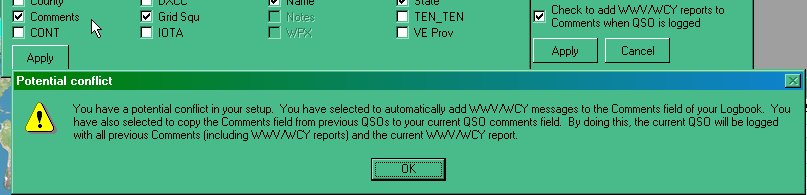 County
DXCC
Name
State
Comments
Grid Squ
Notes
TEN_TEN
CONT
IOTA
WPX
VE Prov
Apply
Check to add WWV/WCY reports to
Comments when QSO is logged
Apply
Cancel
Potential conflict
You have a potential conflict in your setup. You have selected to automatically add WWV/WCY messages to the Comments field of your Logbook. You
have also selected to copy the Comments field from previous QSOs to your current QSO comments field. By doing this, the current QSO will be logged
with all previous Comments (including WWV/WCY reports) and the current WWV/WCY report.
OK